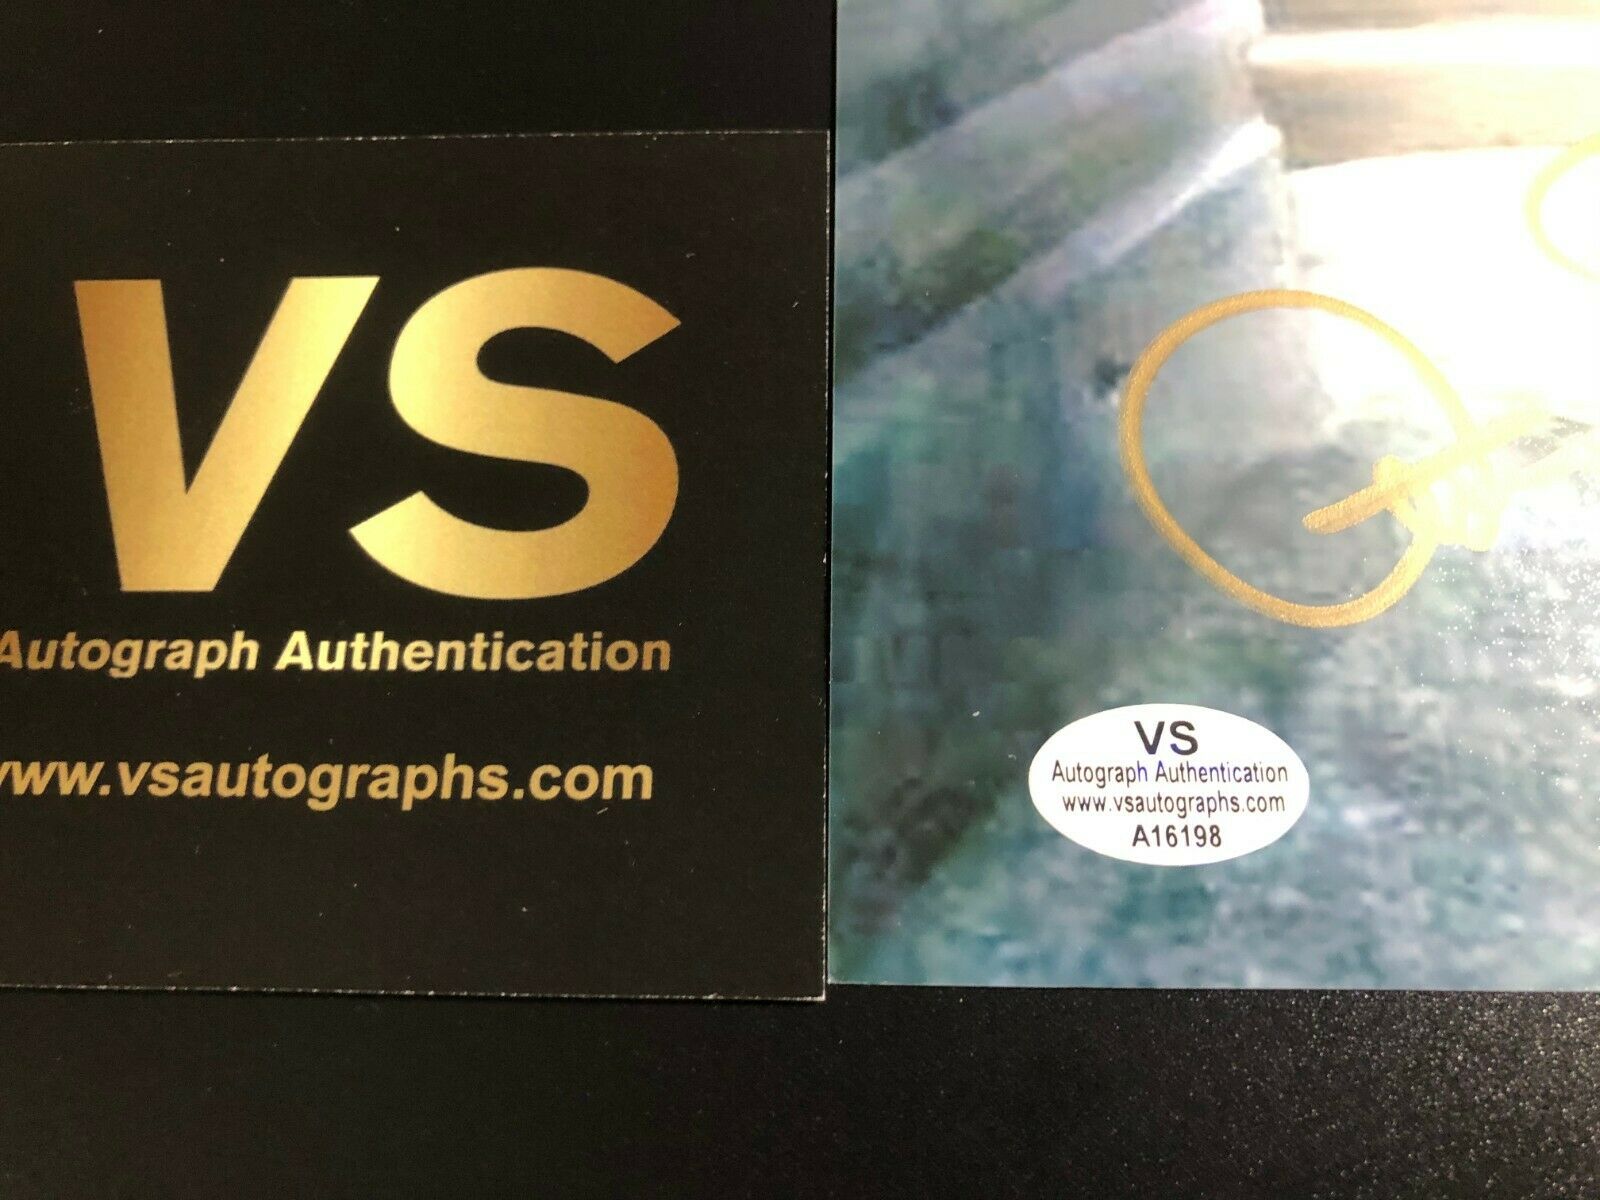 VS
Autograph Authentication
www.vsautographs.com
VS
Autograph Authentication
www.vsautographs.com
A16198